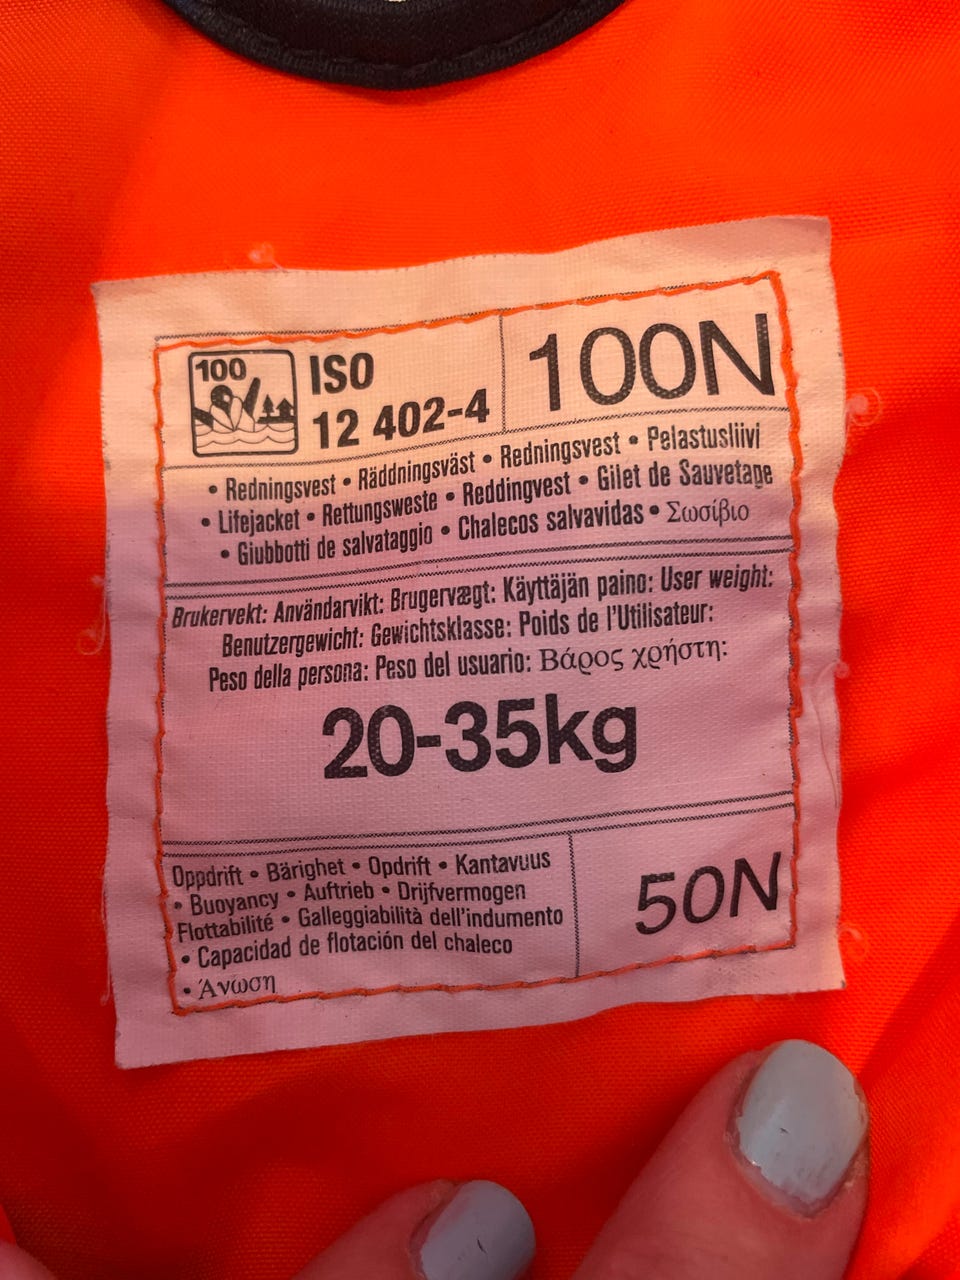 100
ISO
12 402-4
100N
• Redningsvest • Räddningsväst • Redningsvest • Pelastusliivi
• Lifejacket • Rettungsweste • Reddingvest • Gilet de Sauvetage
• Giubbotti de salvataggio • Chalecos salvavidas • Σωσίβιο
Brukervekt: Användarvikt: Brugervægt: Käyttäjän paino: User weight:
Benutzergewicht: Gewichtsklasse: Poids de l'Utilisateur:
Peso della persona: Peso del usuario: Βάρος χρήστη:
20-35kg
Oppdrift • Bärighet • Opdrift • Kantavuus
• Buoyancy • Auftrieb • Drijfvermogen
Flottabilité • Galleggiabilità dell'indumento
• Capacidad de flotación del chaleco
• Άνωση
50N